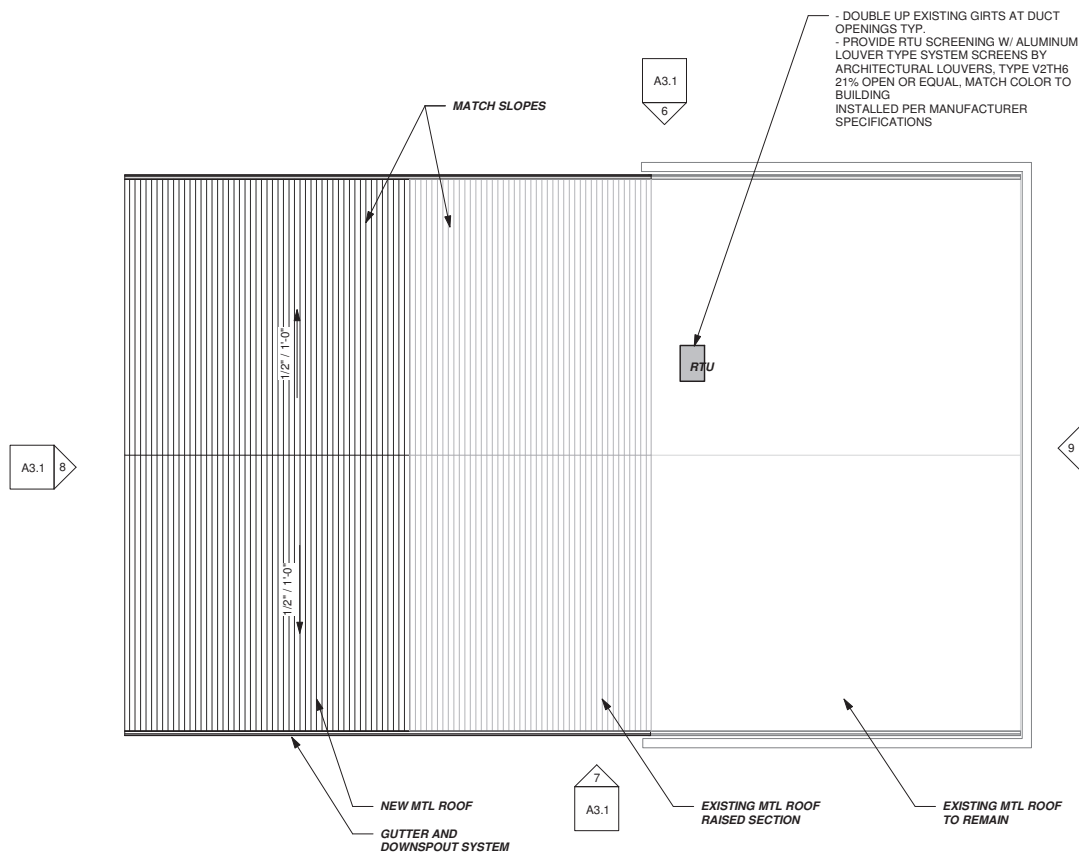 - DOUBLE UP EXISTING GIRTS AT DUCT
OPENINGS TYP.
- PROVIDE RTU SCREENING W/ ALUMINUM
LOUVER TYPE SYSTEM SCREENS BY
ARCHITECTURAL LOUVERS, TYPE V2TH6
21% OPEN OR EQUAL, MATCH COLOR TO
BUILDING
INSTALLED PER MANUFACTURER
SPECIFICATIONS
A3.1
6
MATCH SLOPES
1/2" / 1'-0"
RTU
A3.1
8
9
1/2" / 1'-0"
7
A3.1
NEW MTL ROOF
GUTTER AND
DOWNSPOUT SYSTEM
EXISTING MTL ROOF
RAISED SECTION
EXISTING MTL ROOF
TO REMAIN